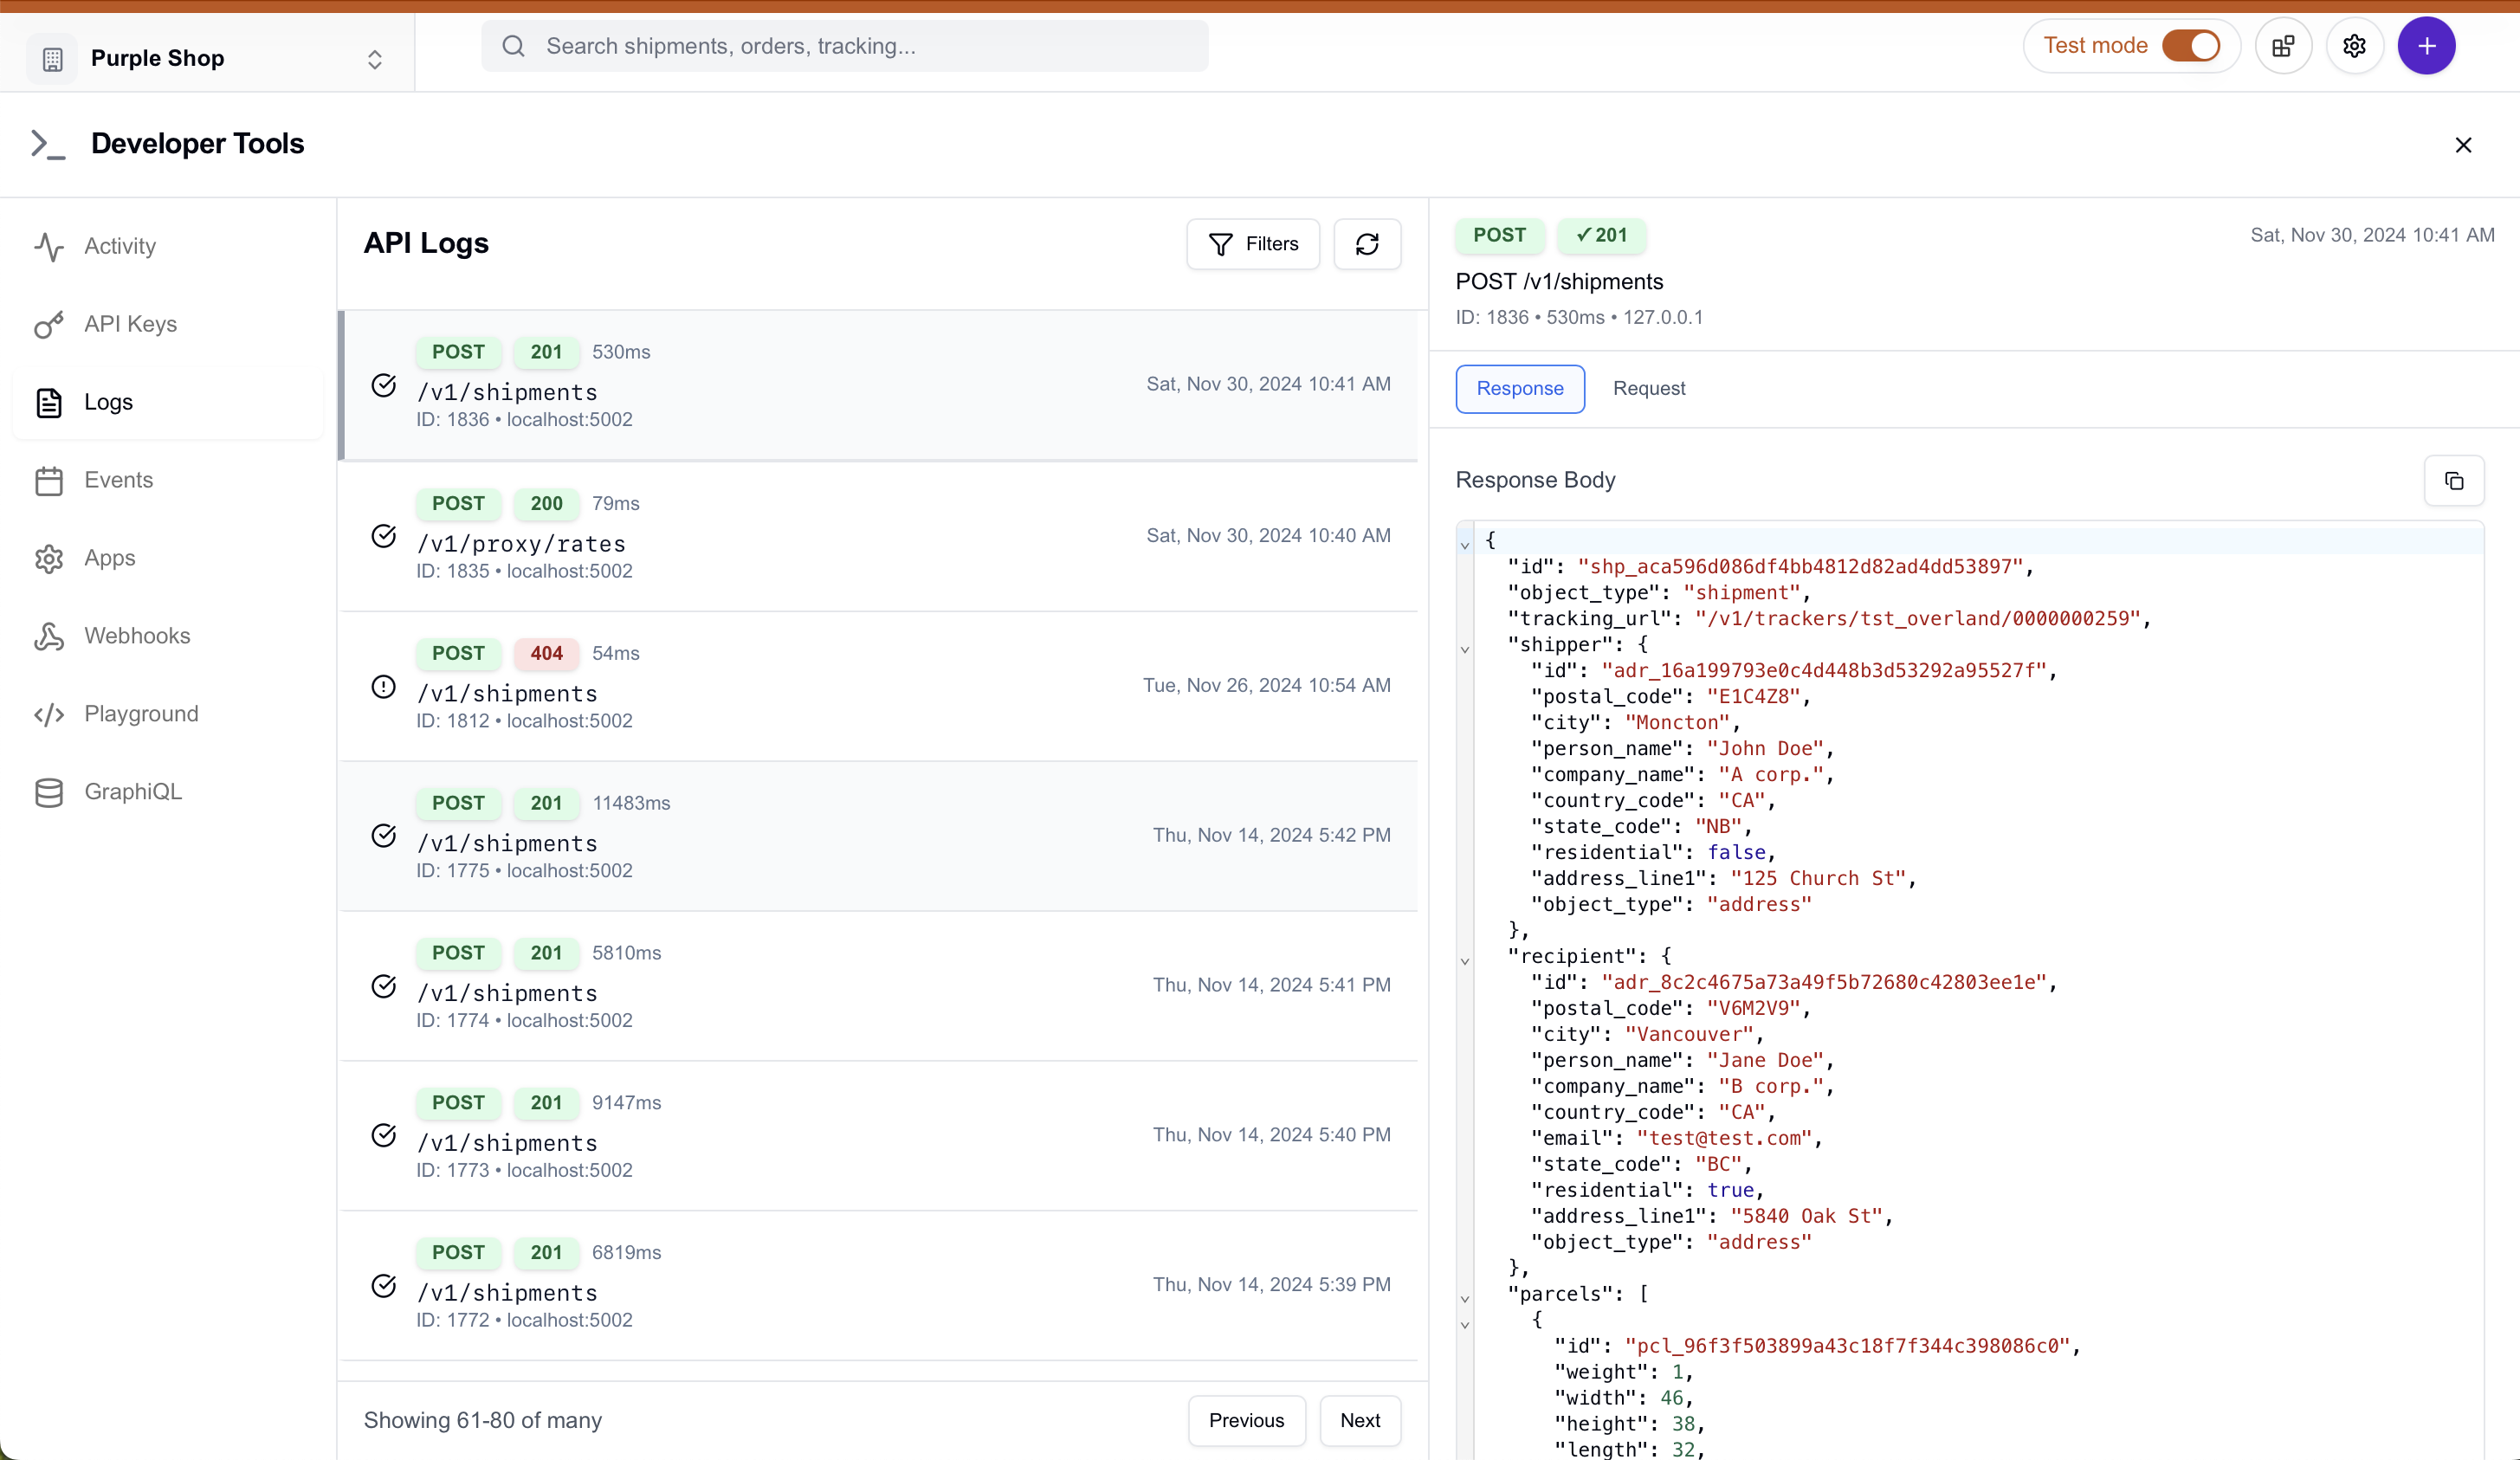 Purple Shop
Search shipments, orders, tracking...
Test mode
Developer Tools
Activity
API Keys
Logs
Events
Apps
Webhooks
Playground
GraphiQL
API Logs
Filters
POST 201 530ms
/v1/shipments
ID: 1836 • localhost:5002
Sat, Nov 30, 2024 10:41 AM
POST 200 79ms
/v1/proxy/rates
ID: 1835 • localhost:5002
Sat, Nov 30, 2024 10:40 AM
POST 404 54ms
/v1/shipments
ID: 1812 • localhost:5002
Tue, Nov 26, 2024 10:54 AM
POST 201 11483ms
/v1/shipments
ID: 1775 • localhost:5002
Thu, Nov 14, 2024 5:42 PM
POST 201 5810ms
/v1/shipments
ID: 1774 • localhost:5002
Thu, Nov 14, 2024 5:41 PM
POST 201 9147ms
/v1/shipments
ID: 1773 • localhost:5002
Thu, Nov 14, 2024 5:40 PM
POST 201 6819ms
/v1/shipments
ID: 1772 • localhost:5002
Thu, Nov 14, 2024 5:39 PM
Showing 61-80 of many
Previous
Next
POST ✓ 201
Sat, Nov 30, 2024 10:41 AM
POST /v1/shipments
ID: 1836 • 530ms • 127.0.0.1
Response
Request
Response Body
{
"id": "shp_aca596d086df4bb4812d82ad4dd53897",
"object_type": "shipment",
"tracking_url": "/v1/trackers/tst_overland/0000000259",
"shipper": {
"id": "adr_16a199793e0c4d448b3d53292a95527f",
"postal_code": "E1C4Z8",
"city": "Moncton",
"person_name": "John Doe",
"company_name": "A corp.",
"country_code": "CA",
"state_code": "NB",
"residential": false,
"address_line1": "125 Church St",
"object_type": "address"
},
"recipient": {
"id": "adr_8c2c4675a73a49f5b72680c42803ee1e",
"postal_code": "V6M2V9",
"city": "Vancouver",
"person_name": "Jane Doe",
"company_name": "B corp.",
"country_code": "CA",
"email": "test@test.com",
"state_code": "BC",
"residential": true,
"address_line1": "5840 Oak St",
"object_type": "address"
},
"parcels": [
{
"id": "pcl_96f3f503899a43c18f7f344c398086c0",
"weight": 1,
"width": 46,
"height": 38,
"length": 32,